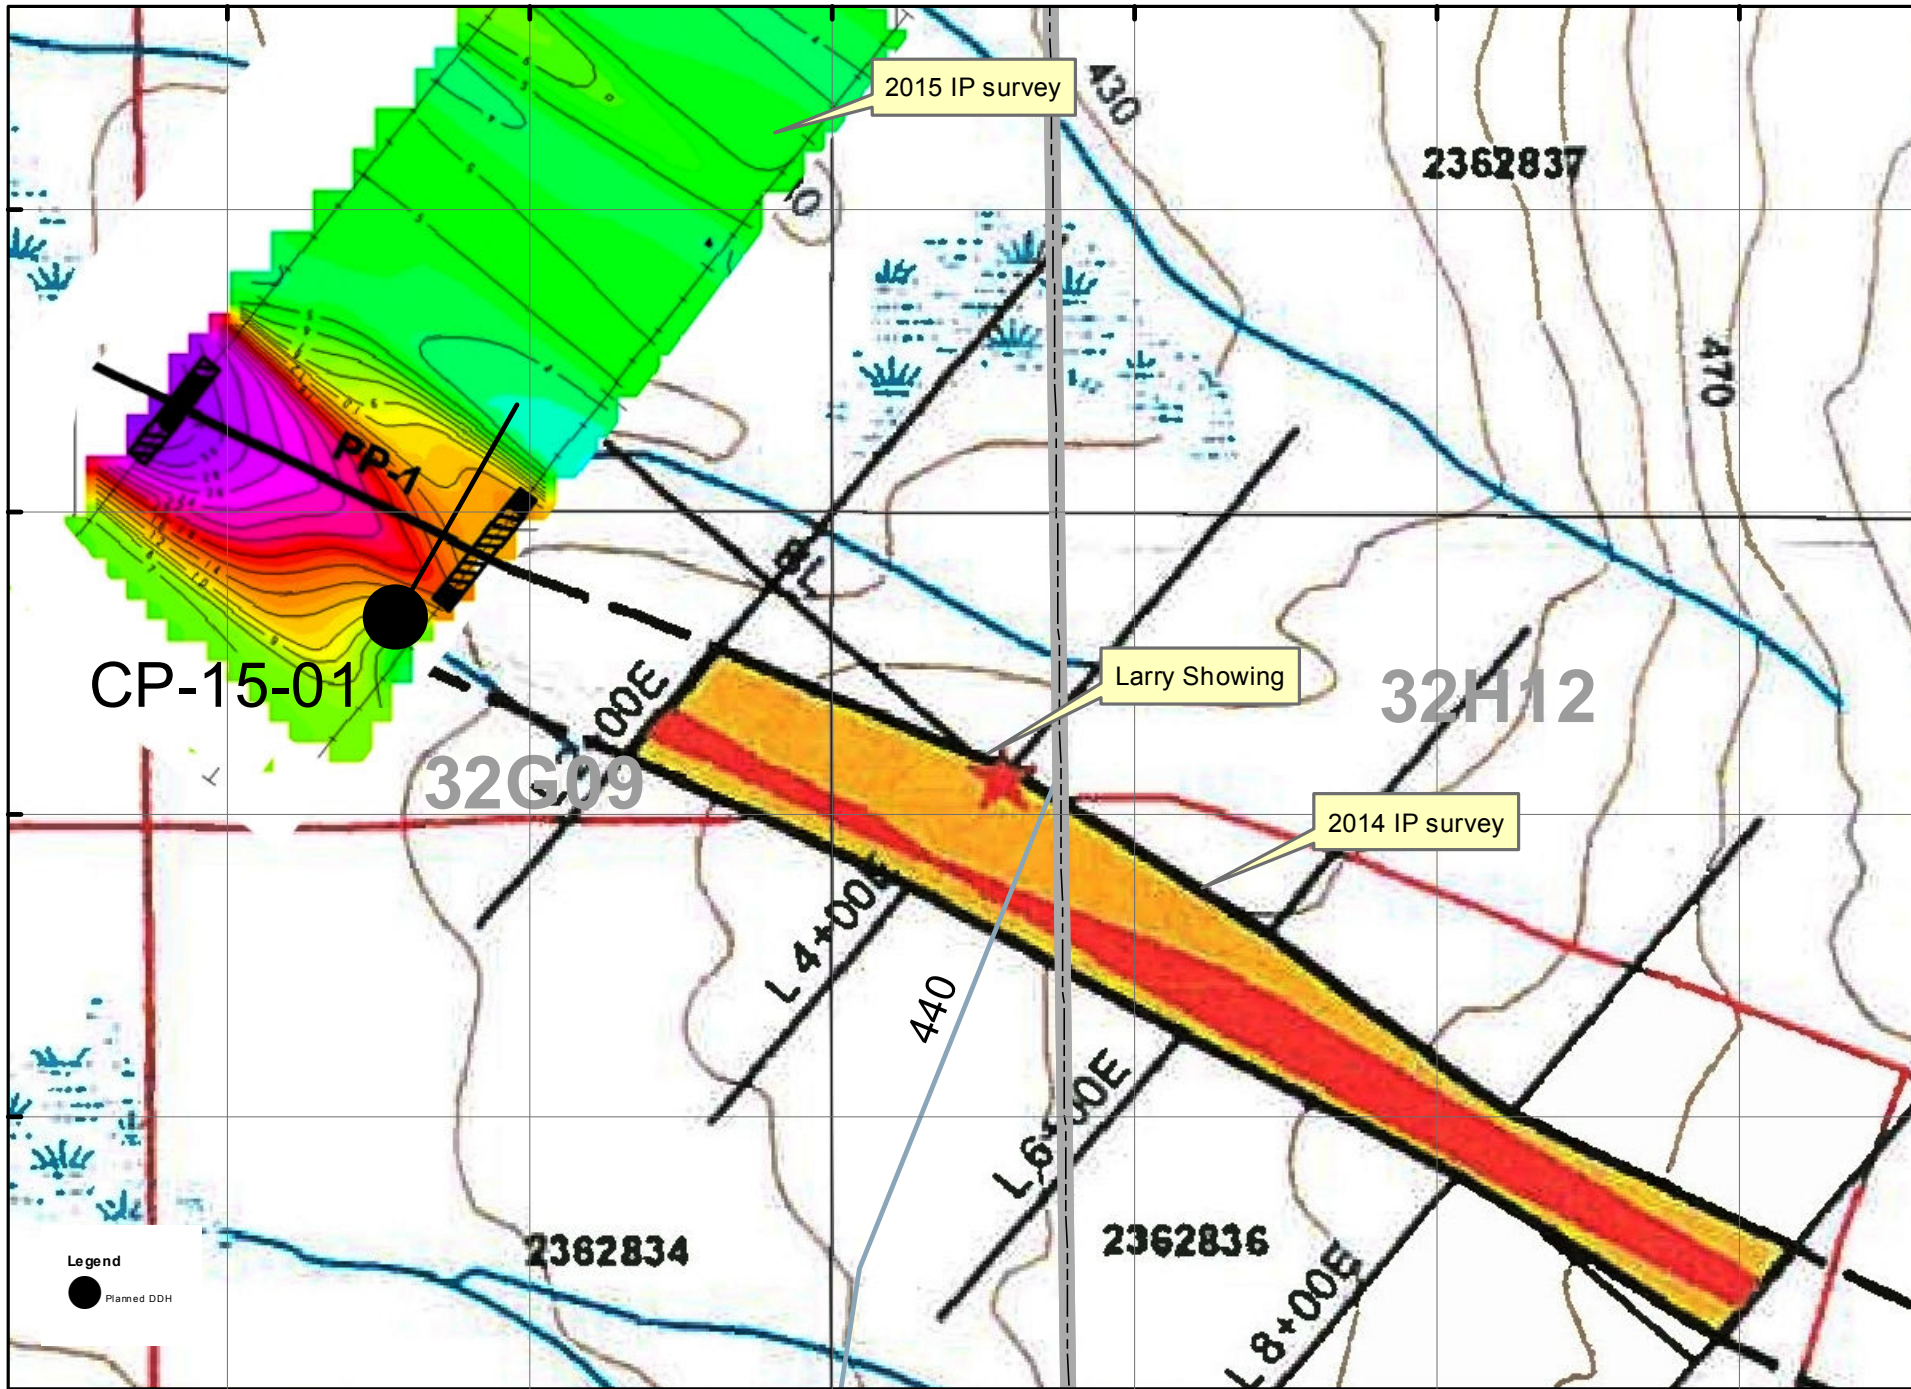 2015 IP survey
430
2362837
470
PP-1
BL
CP-15-01
Larry Showing
32H12
00E
32G09
2014 IP survey
L 4+00E
440
L 6+00E
2362834
2362836
L 8+00E
Legend
Planned DDH